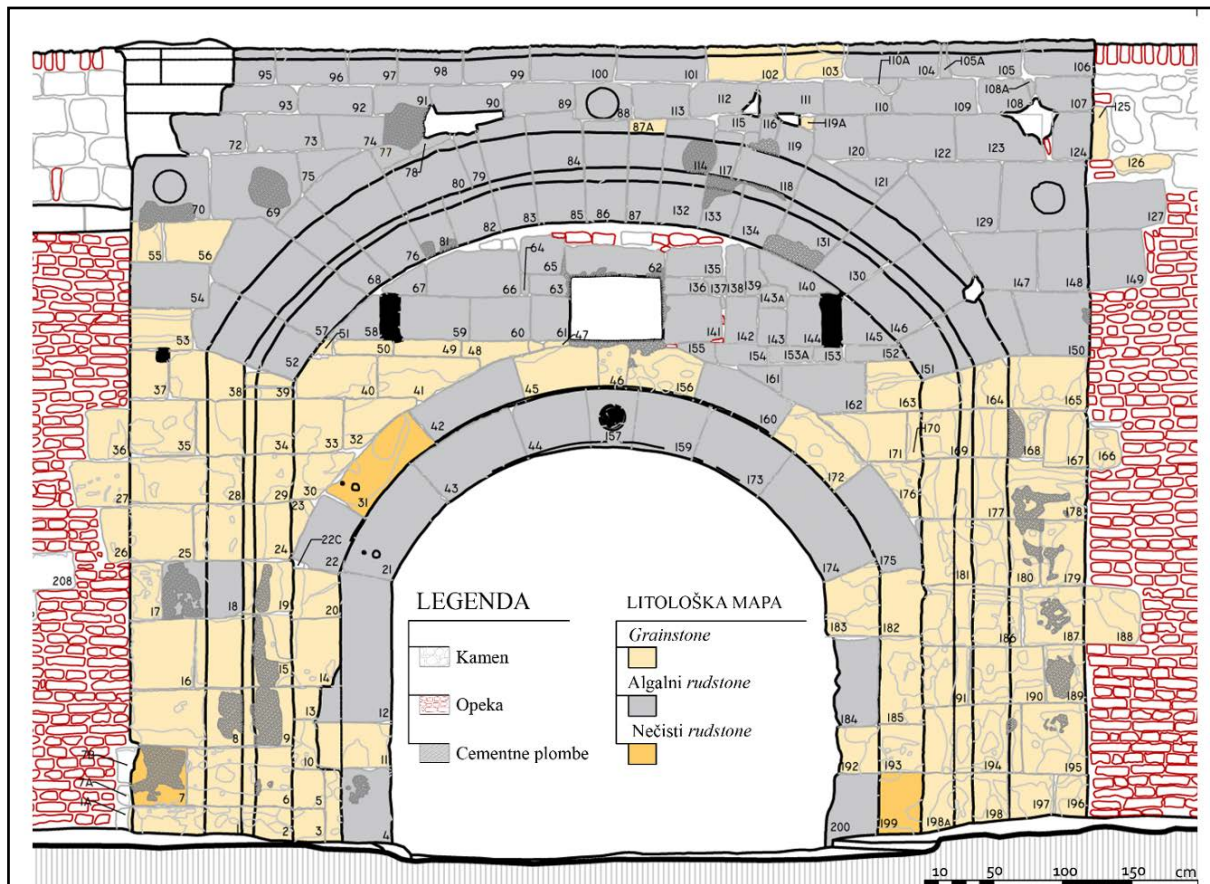 95 96 97 98 99 100 101 102 103 110A 104 105A 105 106
93 92 91 90 89 88 113 112 111 110 109 108A 108 107
72 73 74 77 78 87A 115 116 119A 119 120 122 123 124 125 126
70 69 75 80 79 84 114 117 118 121 129 127
55 56 76 81 82 83 85 86 87 132 133 134 131 130 147 148 149
54 68 67 66 64 65 63 62 135 136 137 138 139 140 143A
53 52 57 51 58 59 60 61 47 141 142 143 144 145 146 150
50 49 48 155 154 153A 153 152 151
37 38 39 40 41 45 46 156 161 162 163 164 165
36 35 34 33 32 42 44 157 159 160 170 171 169 168 167 166
27 28 29 30 31 43 173 172 176 177 178
26 25 24 23 22C 22 21 174 175 181 180 179
208
17 18 19 20 183 182 186 187 188
LEGENDA
Kamen
Opeka
Cementne plombe
LITOLOŠKA MAPA
Grainstone
Algalni rudstone
Nečisti rudstone
16 15 14 13 12 184 185 191 190 189
8 9 10 11 192 193 194 195
7B 7A 1A 7 6 5
1 2 3 4 200 199 198A 198 197 196
10 50 100 150 cm